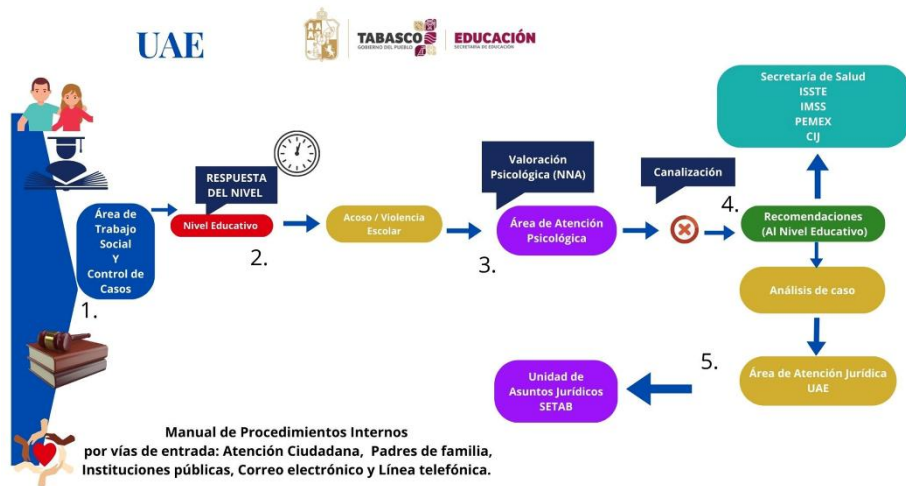 UAE
TABASCO
GOBIERNO DEL PUEBLO
EDUCACIÓN
SECRETARÍA DE EDUCACIÓN
Secretaría de Salud
ISSTE
IMSS
PEMEX
CIJ
RESPUESTA
DEL NIVEL
Valoración
Psicológica (NNA)
Canalización
1.
Área de
Trabajo
Social
Y
Control de
Casos
Nivel Educativo
2.
Acoso / Violencia
Escolar
3.
Área de Atención
Psicológica
4.
Recomendaciones
(Al Nivel Educativo)
Análisis de caso
5.
Área de Atención Jurídica
UAE
Unidad de
Asuntos Jurídicos
SETAB
Manual de Procedimientos Internos
por vías de entrada: Atención Ciudadana, Padres de familia,
Instituciones públicas, Correo electrónico y Línea telefónica.